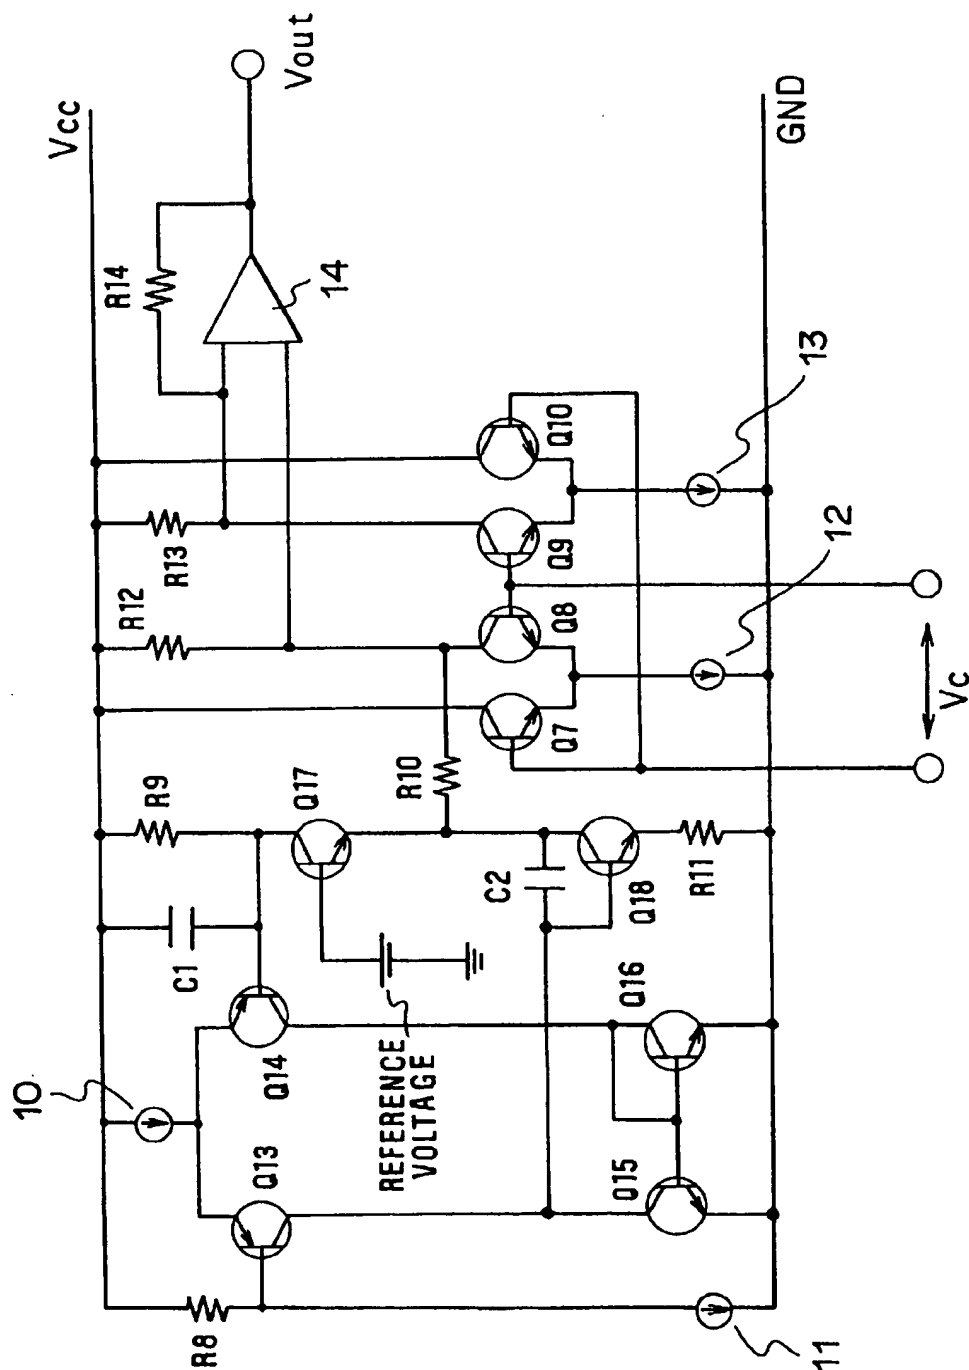 Vcc
Vout
R14
14
10
R8
Q13
Q14
C1
R9
Q17
R10
R12
R13
REFERENCE
VOLTAGE
C2
Q18
R11
Q7
Q8
Q9
Q10
Q15
Q16
11
12
13
GND
Vc